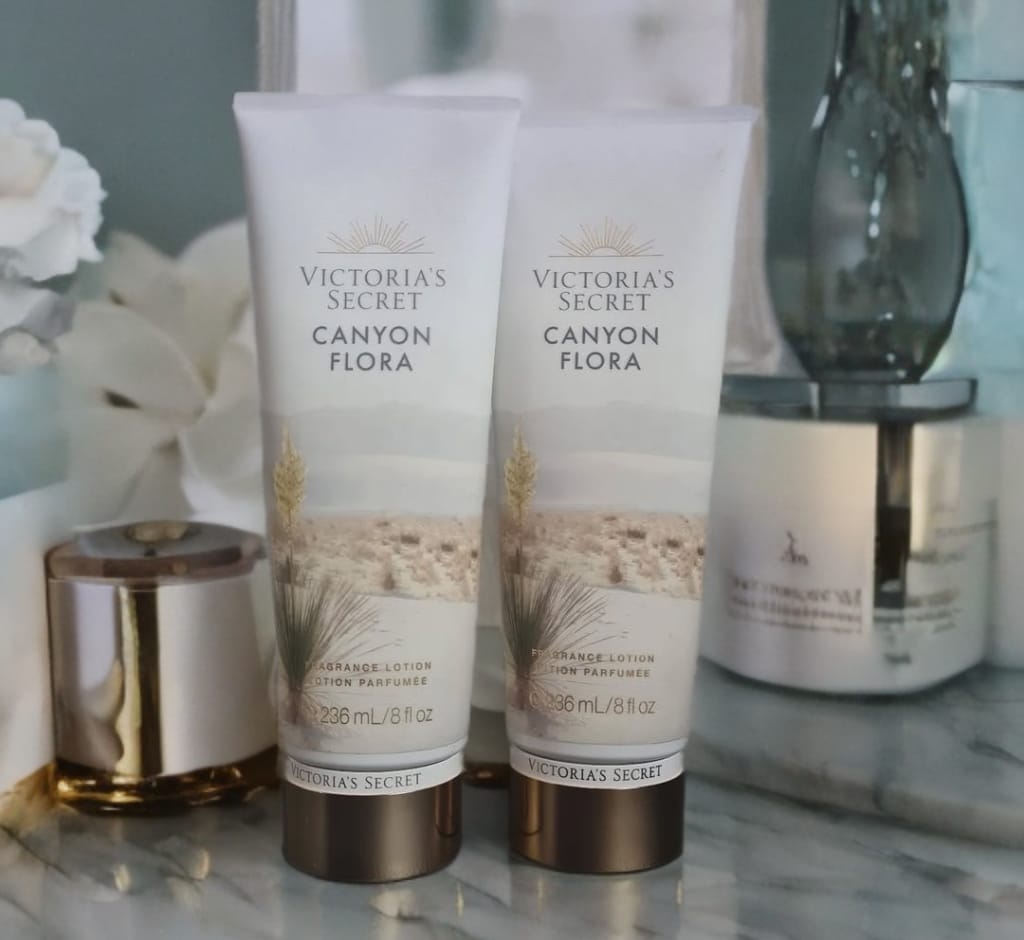 VICTORIA'S
SECRET
CANYON
FLORA
FRAGRANCE LOTION
LOTION PARFUMÉE
236 mL/8 fl oz
VICTORIA'S SECRET
VICTORIA'S
SECRET
CANYON
FLORA
FRAGRANCE LOTION
LOTION PARFUMÉE
236 mL/8 fl oz
VICTORIA'S SECRET